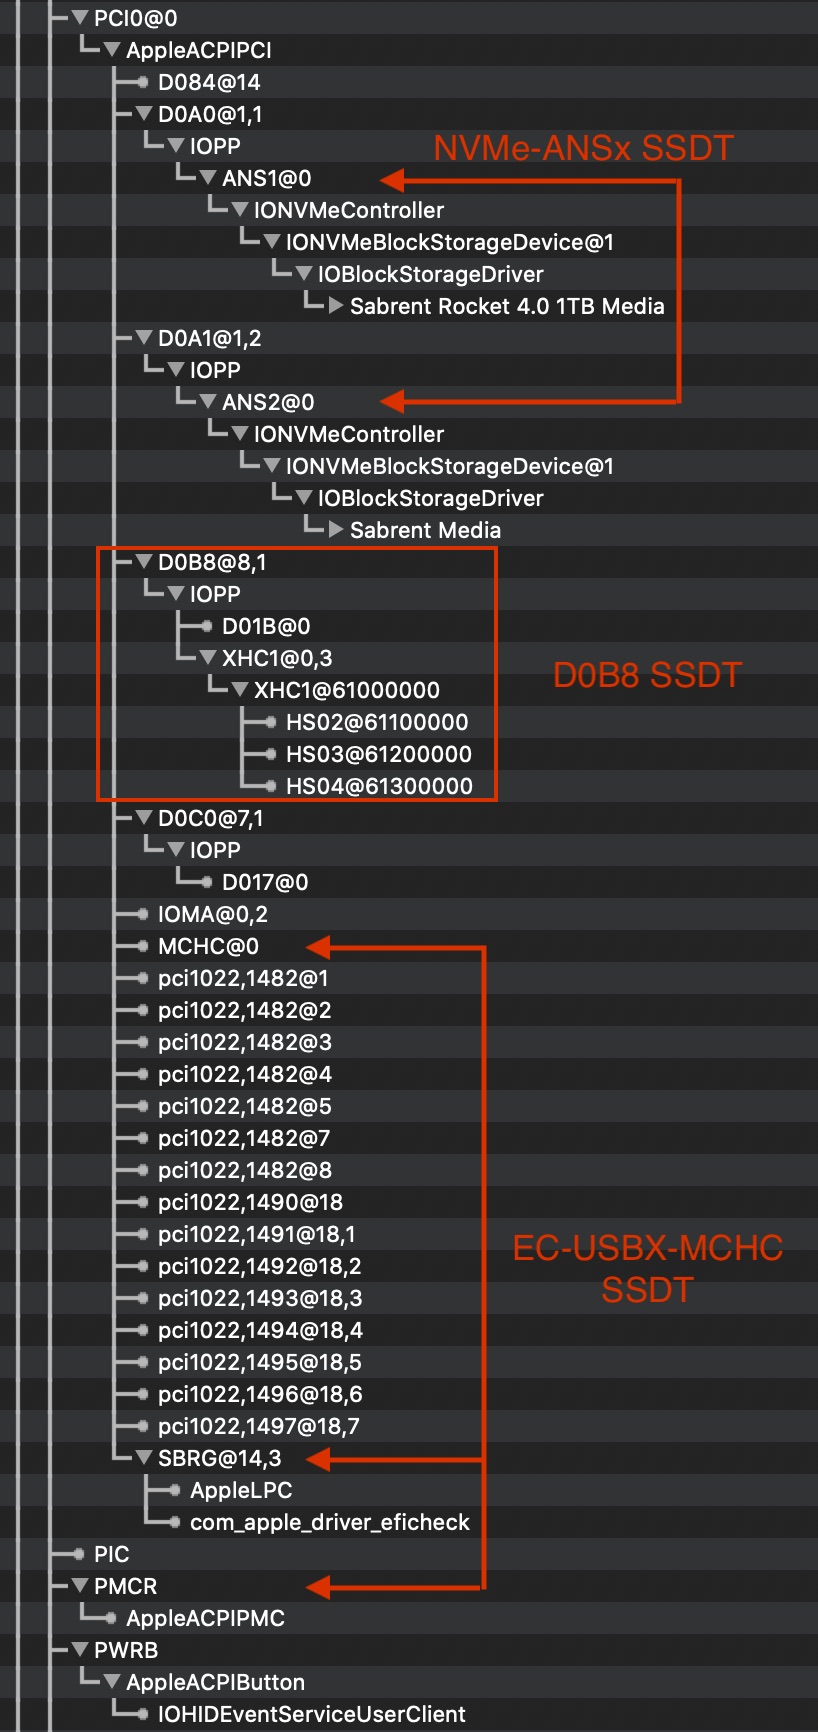 PCI0@0
AppleACPIPCI
D084@14
D0A0@1,1
IOPP
NVMe-ANSx SSDT
ANS1@0
IONVMeController
IONVMeBlockStorageDevice@1
IOBlockStorageDriver
Sabrent Rocket 4.0 1TB Media
D0A1@1,2
IOPP
ANS2@0
IONVMeController
IONVMeBlockStorageDevice@1
IOBlockStorageDriver
Sabrent Media
D0B8@8,1
IOPP
D01B@0
XHC1@0,3
D0B8 SSDT
XHC1@61000000
HS02@61100000
HS03@61200000
HS04@61300000
D0C0@7,1
IOPP
D017@0
IOMA@0,2
MCHC@0
pci1022,1482@1
pci1022,1482@2
pci1022,1482@3
pci1022,1482@4
pci1022,1482@5
pci1022,1482@7
pci1022,1482@8
pci1022,1490@18
pci1022,1491@18,1
EC-USBX-MCHC
SSDT
pci1022,1492@18,2
pci1022,1493@18,3
pci1022,1494@18,4
pci1022,1495@18,5
pci1022,1496@18,6
pci1022,1497@18,7
SBRG@14,3
AppleLPC
com_apple_driver_eficheck
PIC
PMCR
AppleACPIPMC
PWRB
AppleACPIButton
IOHIDEventServiceUserClient